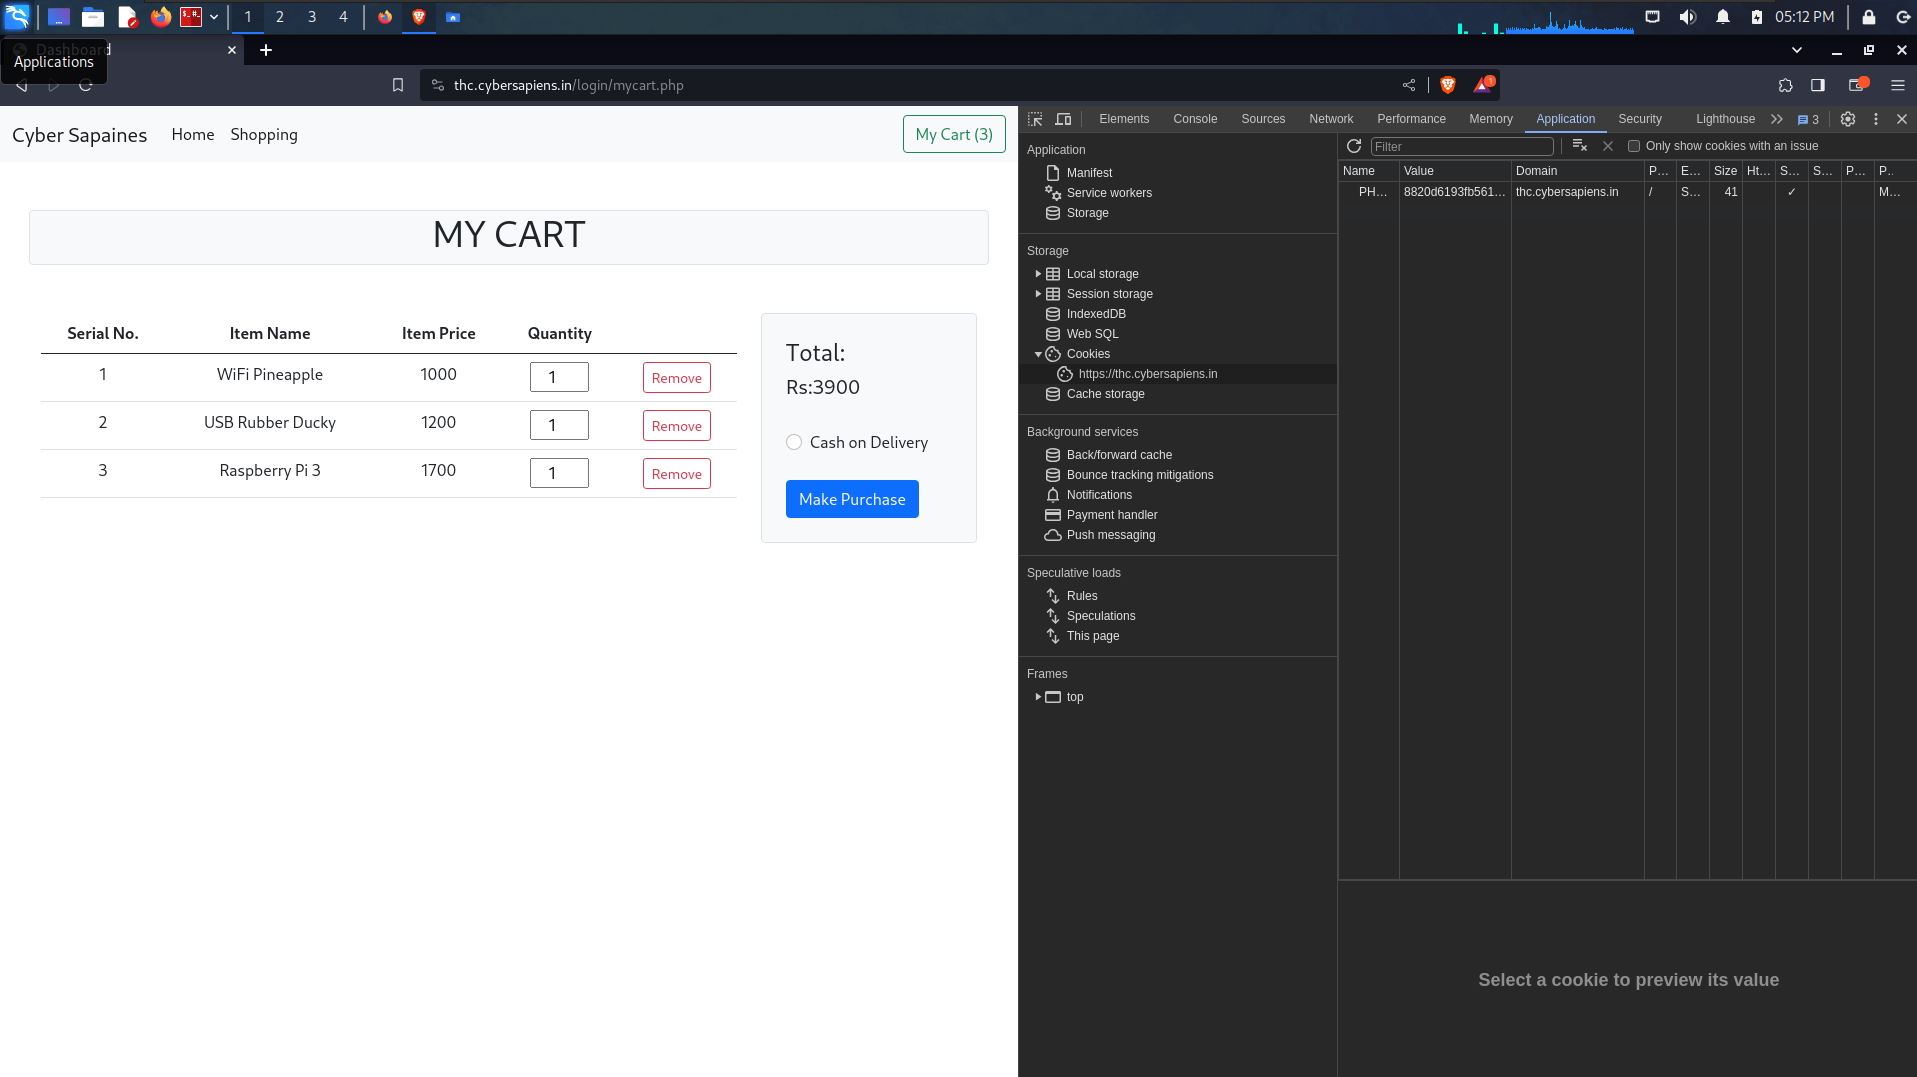 1 2 3 4 05:12 PM
Dashboard
Applications
thc.cybersapiens.in/login/mycart.php 1
Cyber Sapaines Home Shopping My Cart (3)
MY CART
Serial No. Item Name Item Price Quantity
1 WiFi Pineapple 1000 1 Remove
2 USB Rubber Ducky 1200 1 Remove
3 Raspberry Pi 3 1700 1 Remove
Total:
Rs:3900
Cash on Delivery
Make Purchase
Elements Console Sources Network Performance Memory Application Security Lighthouse 3
Application
Manifest
Service workers
Storage
Storage
Local storage
Session storage
IndexedDB
Web SQL
Cookies
https://thc.cybersapiens.in
Cache storage
Background services
Back/forward cache
Bounce tracking mitigations
Notifications
Payment handler
Push messaging
Speculative loads
Rules
Speculations
This page
Frames
top
Filter Only show cookies with an issue
Name Value Domain P... E... Size Ht... S... S... P... P..
PH... 8820d6193fb561... thc.cybersapiens.in / S... 41 ✓ M...
Select a cookie to preview its value